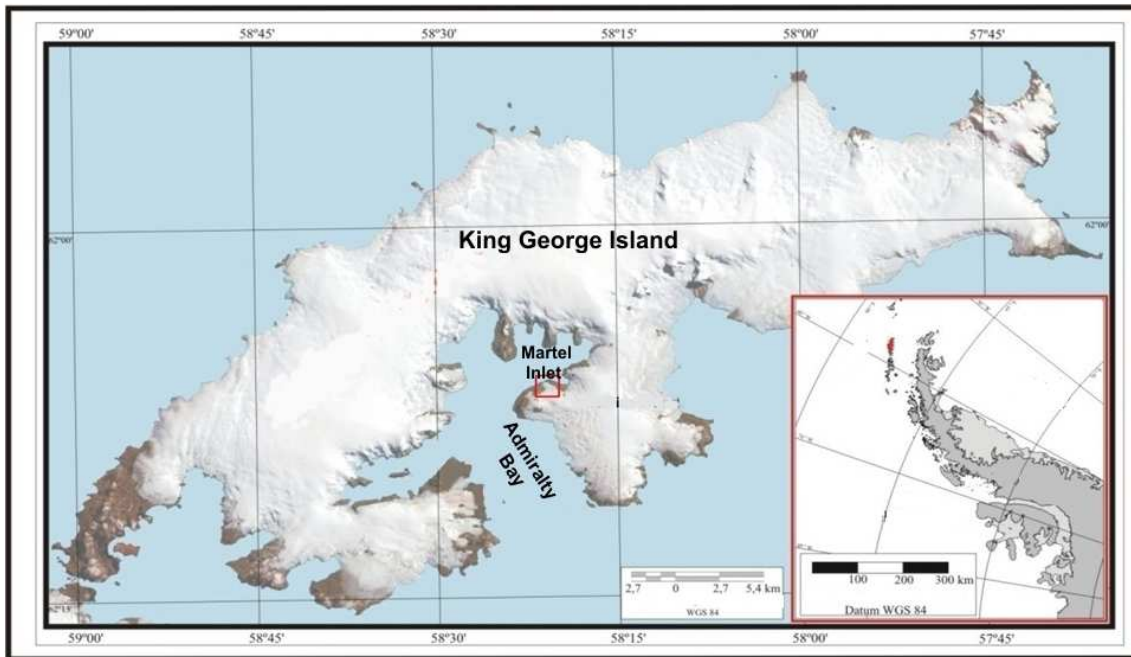 59°00' 58°45' 58°30' 58°15' 58°00' 57°45'
62°00' 62°00'
King George Island
Martel
Inlet
Admiralty
Bay
2,7 0 2,7 5,4 km
WGS 84
100 200 300 km
Datum WGS 84
62°15'
59°00' 58°45' 58°30' 58°15' 58°00' 57°45'